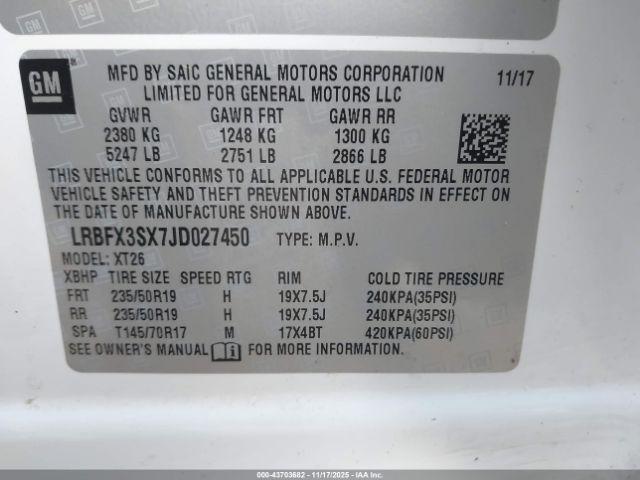 GM
MFD BY SAIC GENERAL MOTORS CORPORATION 11/17
LIMITED FOR GENERAL MOTORS LLC
GVWR GAWR FRT GAWR RR
2380 KG 1248 KG 1300 KG
5247 LB 2751 LB 2866 LB
THIS VEHICLE CONFORMS TO ALL APPLICABLE U.S. FEDERAL MOTOR
VEHICLE SAFETY AND THEFT PREVENTION STANDARDS IN EFFECT ON
THE DATE OF MANUFACTURE SHOWN ABOVE.
LRBFX3SX7JD027450 TYPE: M.P.V.
MODEL: XT26
XBHP TIRE SIZE SPEED RTG RIM COLD TIRE PRESSURE
FRT 235/50R19 H 19X7.5J 240KPA(35PSI)
RR 235/50R19 H 19X7.5J 240KPA(35PSI)
SPA T145/70R17 M 17X4BT 420KPA(60PSI)
SEE OWNER'S MANUAL FOR MORE INFORMATION.
000-43703682 - 11/17/2025 - IAAI.COM